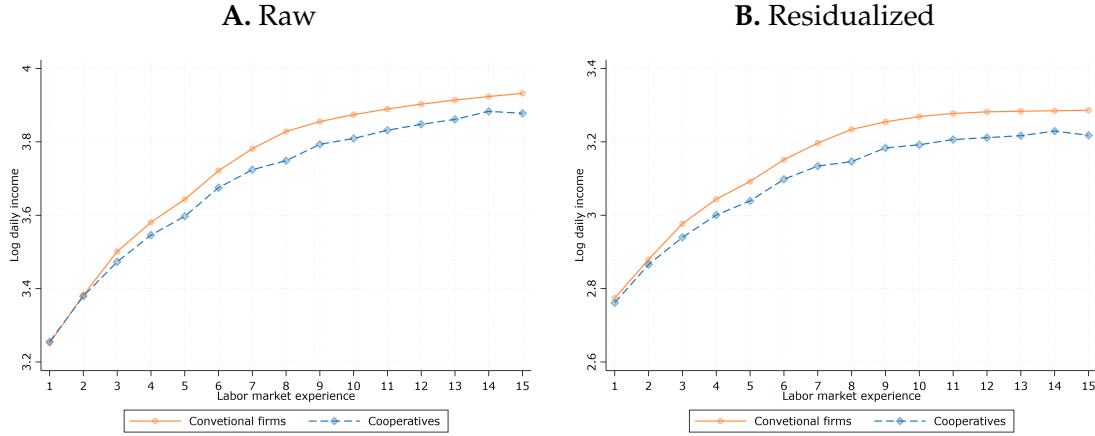 A. Raw
B. Residualized
Log daily income
4
3.8
3.6
3.4
3.2
1 2 3 4 5 6 7 8 9 10 11 12 13 14 15
Labor market experience
Convetional firms Cooperatives
Log daily income
3.4
3.2
3
2.8
2.6
1 2 3 4 5 6 7 8 9 10 11 12 13 14 15
Labor market experience
Convetional firms Cooperatives